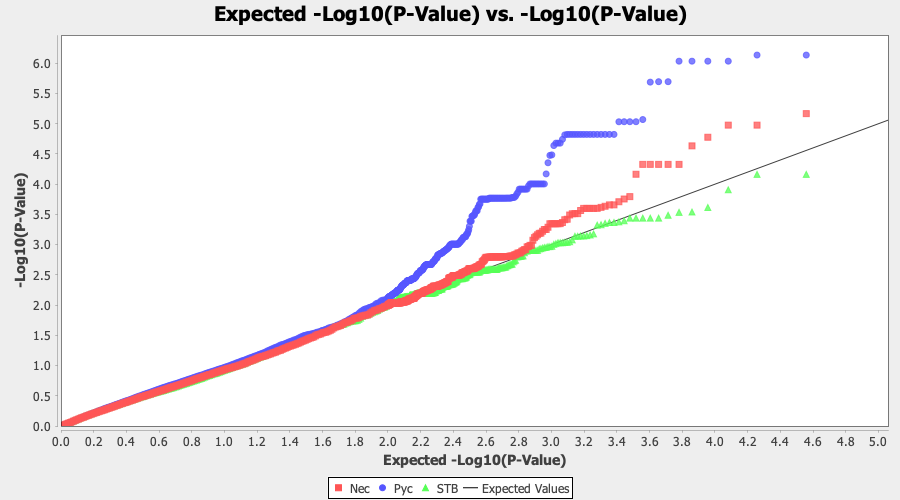 Expected -Log10(P-Value) vs. -Log10(P-Value)
-Log10(P-Value)
6.0
5.5
5.0
4.5
4.0
3.5
3.0
2.5
2.0
1.5
1.0
0.5
0.0
0.0 0.2 0.4 0.6 0.8 1.0 1.2 1.4 1.6 1.8 2.0 2.2 2.4 2.6 2.8 3.0 3.2 3.4 3.6 3.8 4.0 4.2 4.4 4.6 4.8 5.0
Expected -Log10(P-Value)
Nec Pyc STB Expected Values